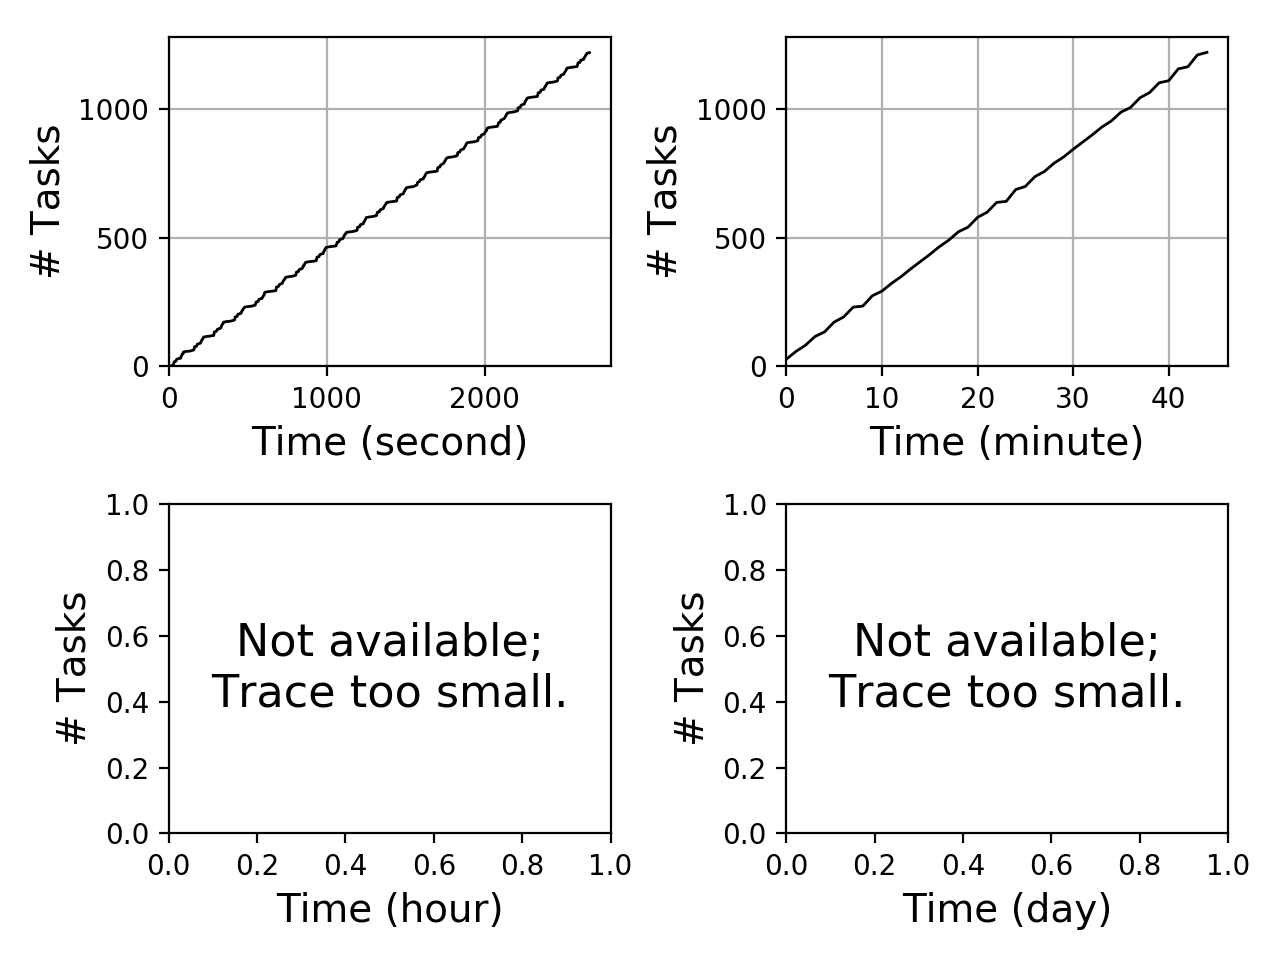 # Tasks
1000
500
0
0 1000 2000
Time (second)
# Tasks
1000
500
0
0 10 20 30 40
Time (minute)
# Tasks
1.0
0.8
0.6
0.4
0.2
0.0
Not available;
Trace too small.
0.0 0.2 0.4 0.6 0.8 1.0
Time (hour)
# Tasks
1.0
0.8
0.6
0.4
0.2
0.0
Not available;
Trace too small.
0.0 0.2 0.4 0.6 0.8 1.0
Time (day)